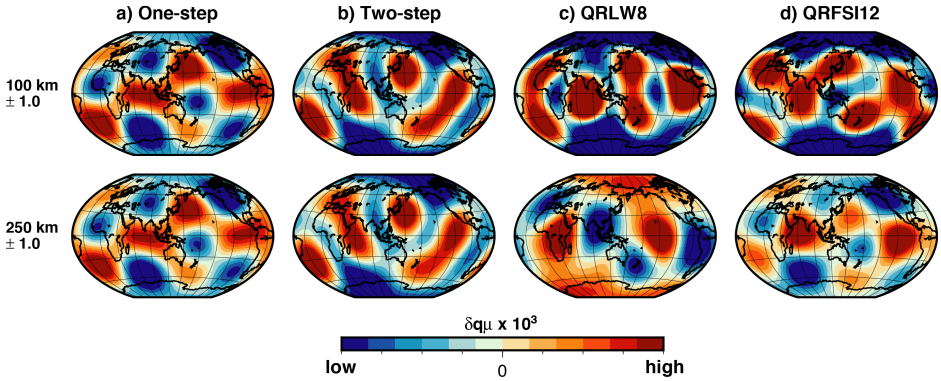 a) One-step b) Two-step c) QRLW8 d) QRFSI12
100 km
± 1.0
250 km
± 1.0
δqμ x 10³
low 0 high